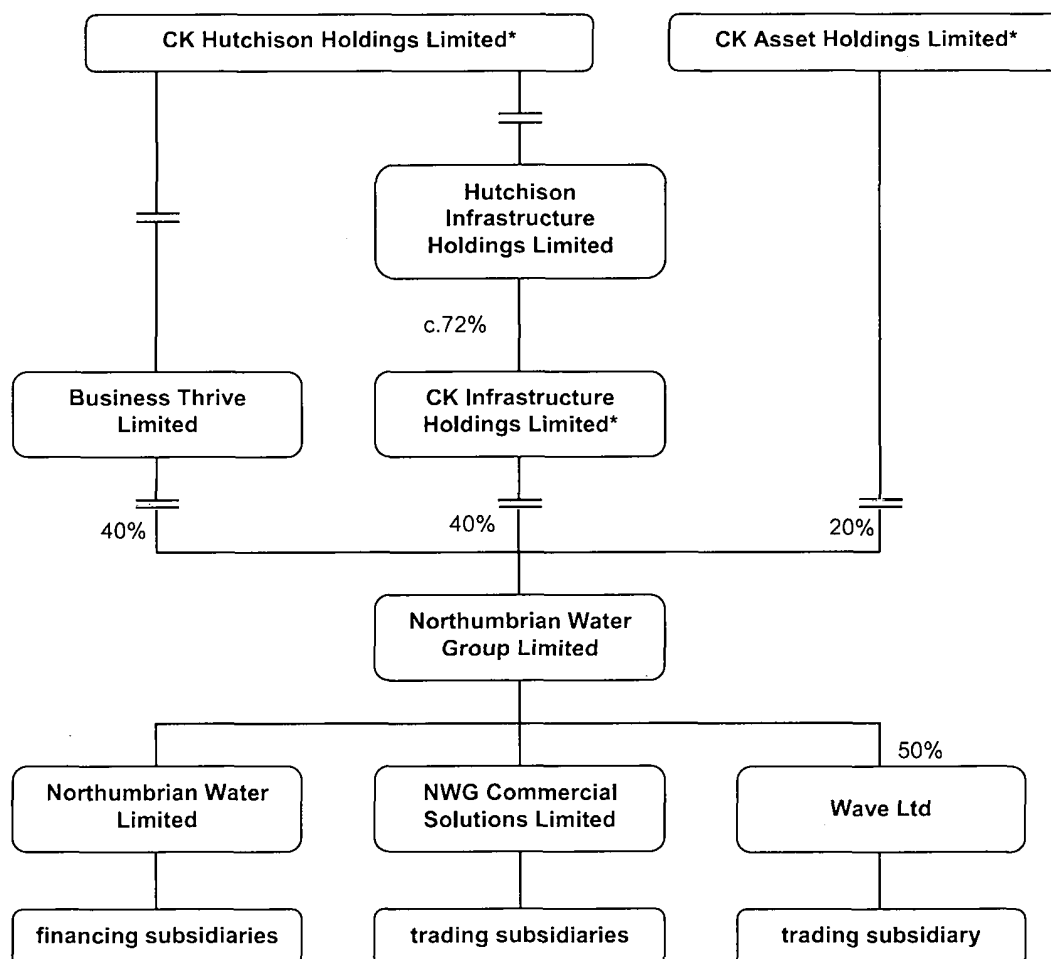 CK Hutchison Holdings Limited*
CK Asset Holdings Limited*
Hutchison
Infrastructure
Holdings Limited
c.72%
Business Thrive
Limited
CK Infrastructure
Holdings Limited*
40%
40%
20%
Northumbrian Water
Group Limited
50%
Northumbrian Water
Limited
NWG Commercial
Solutions Limited
Wave Ltd
financing subsidiaries
trading subsidiaries
trading subsidiary